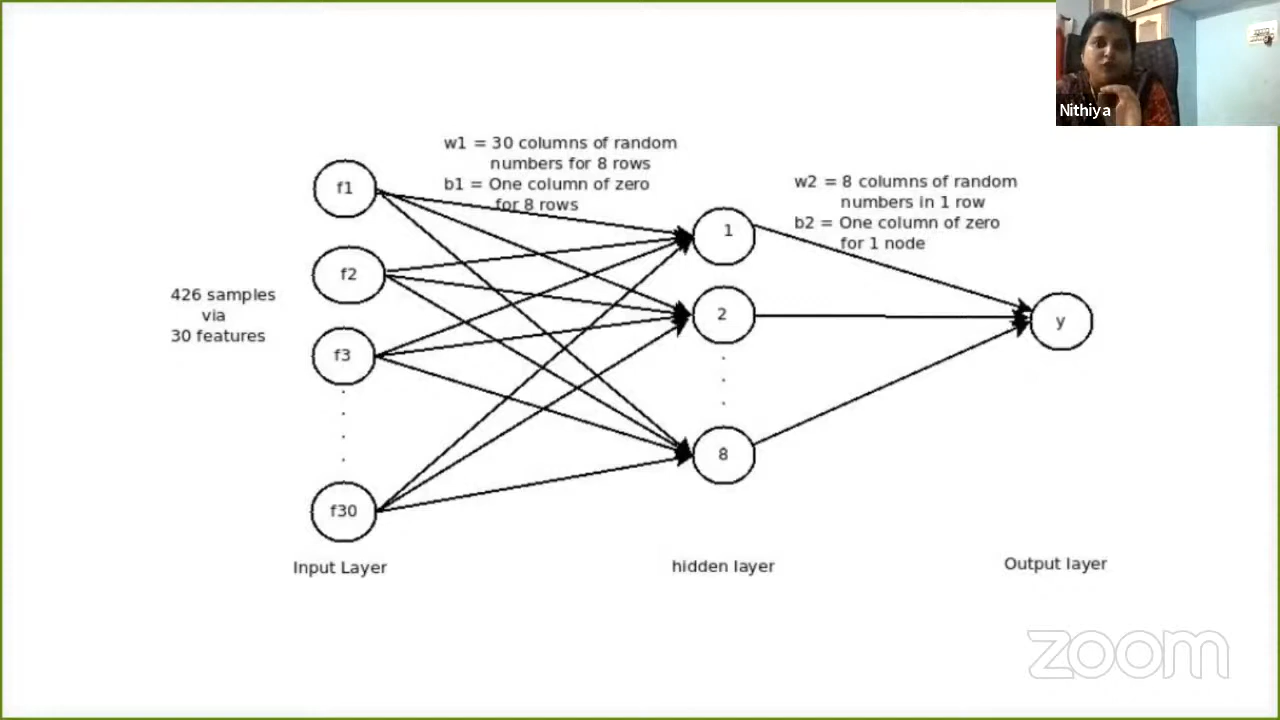 Nithiya
w1 = 30 columns of random
numbers for 8 rows
b1 = One column of zero
for 8 rows
w2 = 8 columns of random
numbers in 1 row
b2 = One column of zero
for 1 node
f1
f2
f3
f30
426 samples
via
30 features
1
2
8
y
Input Layer
hidden layer
Output layer
zoom